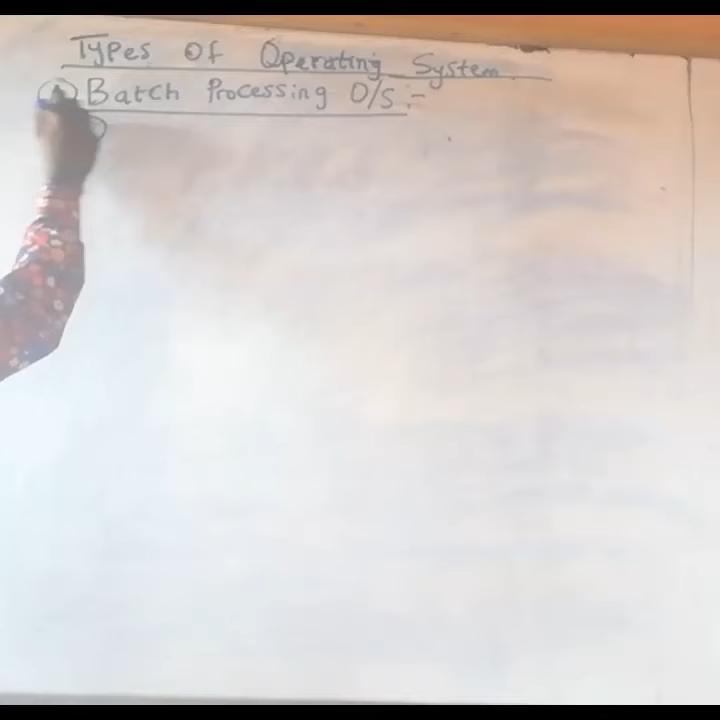 Types Of Operating System
A Batch Processing O/S :-